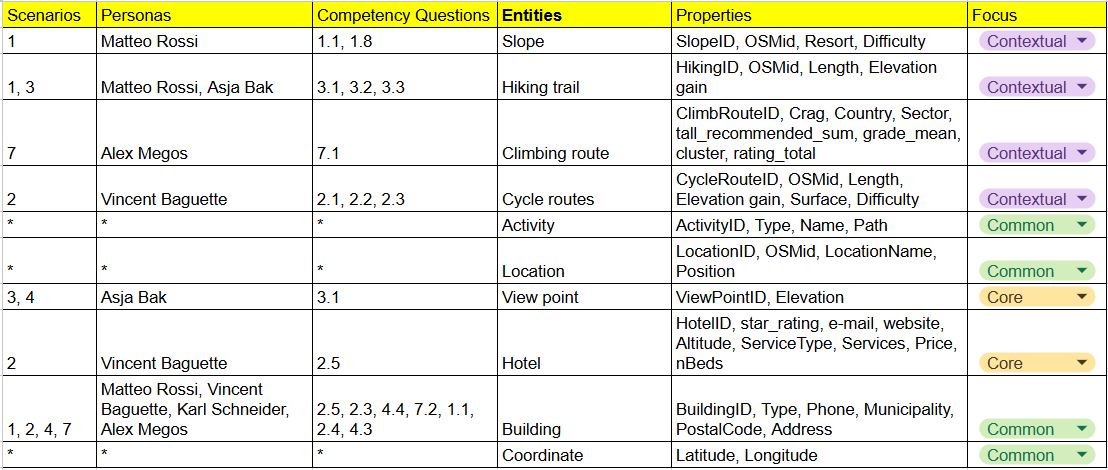 Scenarios Personas Competency Questions Entities Properties Focus
1 Matteo Rossi 1.1, 1.8 Slope SlopeID, OSMid, Resort, Difficulty Contextual
HikingID, OSMid, Length, Elevation
1, 3 Matteo Rossi, Asja Bak 3.1, 3.2, 3.3 Hiking trail gain Contextual
ClimbRouteID, Crag, Country, Sector,
tall_recommended_sum, grade_mean,
7 Alex Megos 7.1 Climbing route cluster, rating_total Contextual
CycleRouteID, OSMid, Length,
2 Vincent Baguette 2.1, 2.2, 2.3 Cycle routes Elevation gain, Surface, Difficulty Contextual
* * * Activity ActivityID, Type, Name, Path Common
LocationID, OSMid, LocationName,
* * * Location Position Common
3, 4 Asja Bak 3.1 View point ViewPointID, Elevation Core
HotelID, star_rating, e-mail, website,
Altitude, ServiceType, Services, Price,
2 Vincent Baguette 2.5 Hotel nBeds Core
Matteo Rossi, Vincent
Baguette, Karl Schneider, 2.5, 2.3, 4.4, 7.2, 1.1, BuildingID, Type, Phone, Municipality,
1, 2, 4, 7 Alex Megos 2.4, 4.3 Building PostalCode, Address Common
* * * Coordinate Latitude, Longitude Common